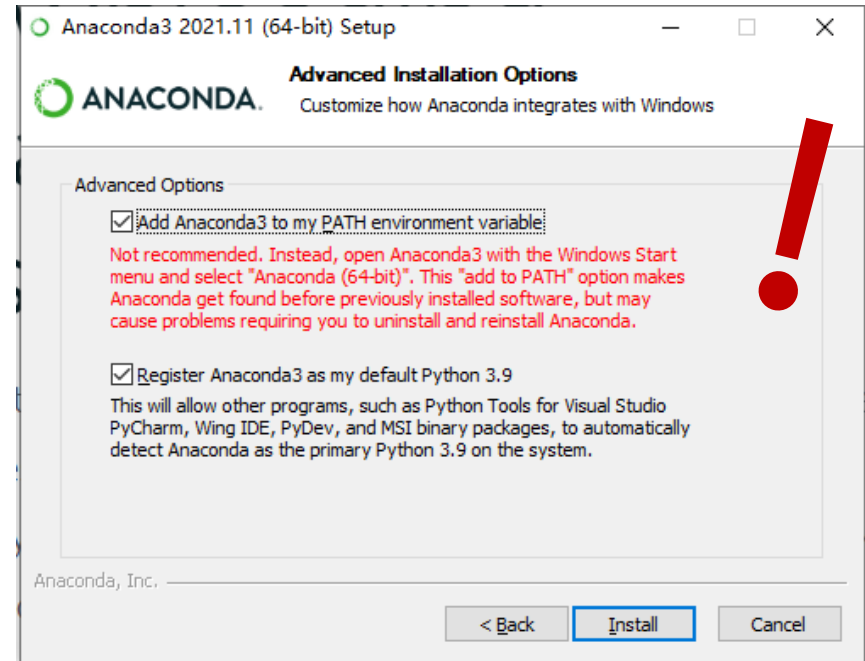 Anaconda3 2021.11 (64-bit) Setup
ANACONDA.
Advanced Installation Options
Customize how Anaconda integrates with Windows
Advanced Options
Add Anaconda3 to my PATH environment variable
Not recommended. Instead, open Anaconda3 with the Windows Start
menu and select "Anaconda (64-bit)". This "add to PATH" option makes
Anaconda get found before previously installed software, but may
cause problems requiring you to uninstall and reinstall Anaconda.
Register Anaconda3 as my default Python 3.9
This will allow other programs, such as Python Tools for Visual Studio
PyCharm, Wing IDE, PyDev, and MSI binary packages, to automatically
detect Anaconda as the primary Python 3.9 on the system.
Anaconda, Inc.
< Back
Install
Cancel
!